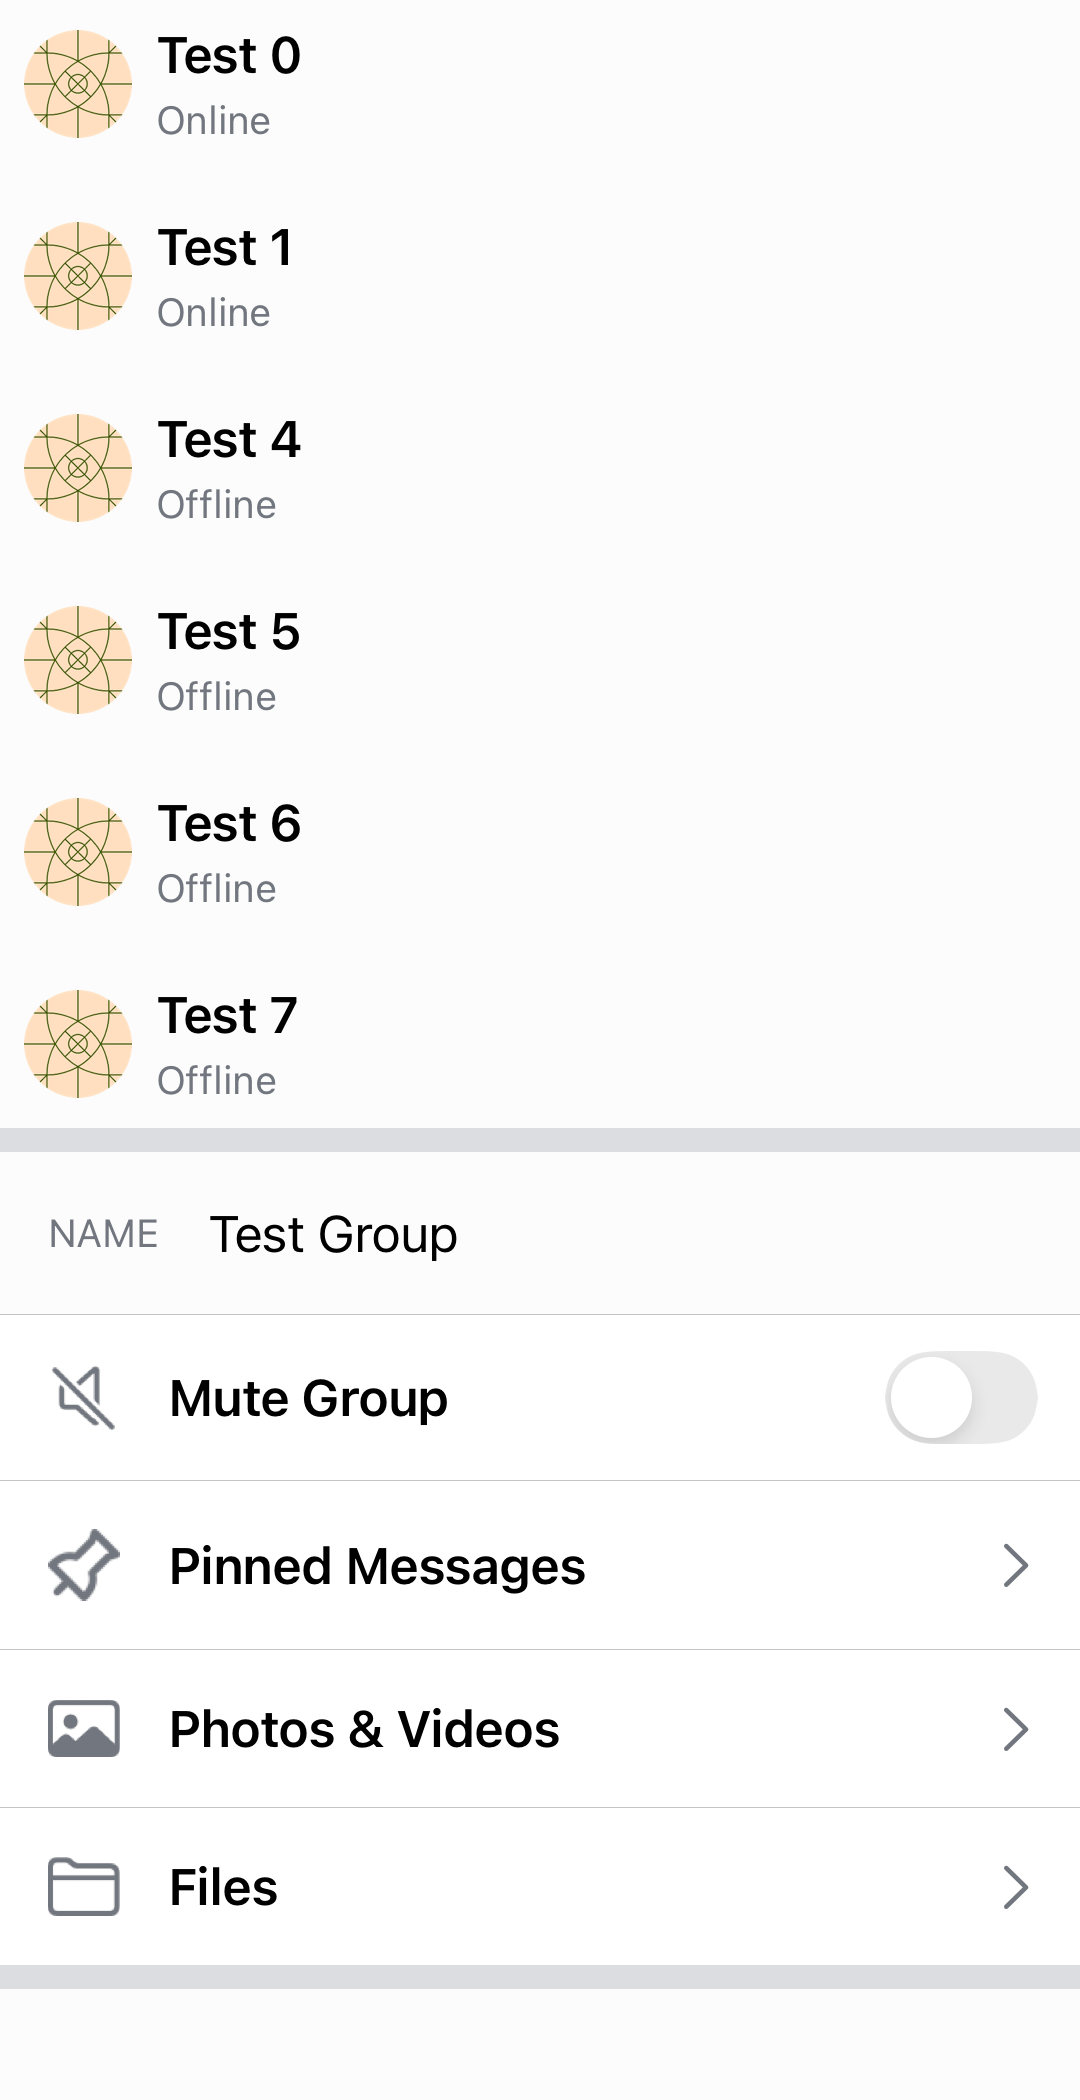 Test 0
Online
Test 1
Online
Test 4
Offline
Test 5
Offline
Test 6
Offline
Test 7
Offline
NAME Test Group
Mute Group
Pinned Messages
Photos & Videos
Files